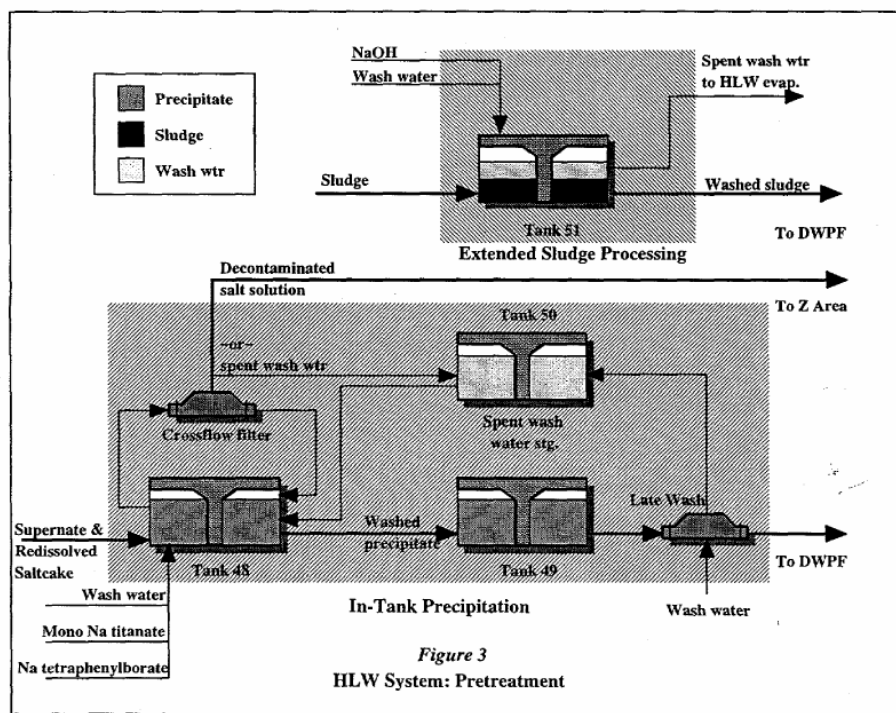 NaOH
Wash water
Spent wash wtr
to HLW evap.
Precipitate
Sludge
Wash wtr
Sludge
Washed sludge
Tank 51
To DWPF
Extended Sludge Processing
Decontaminated
salt solution
To Z Area
Tank 50
--or--
spent wash wtr
Crossflow filter
Spent wash
water stg.
Late Wash
Supernate &
Redissolved
Saltcake
Washed
precipitate
To DWPF
Tank 48
Tank 49
Wash water
In-Tank Precipitation
Wash water
Mono Na titanate
Na tetraphenylborate
Figure 3
HLW System: Pretreatment